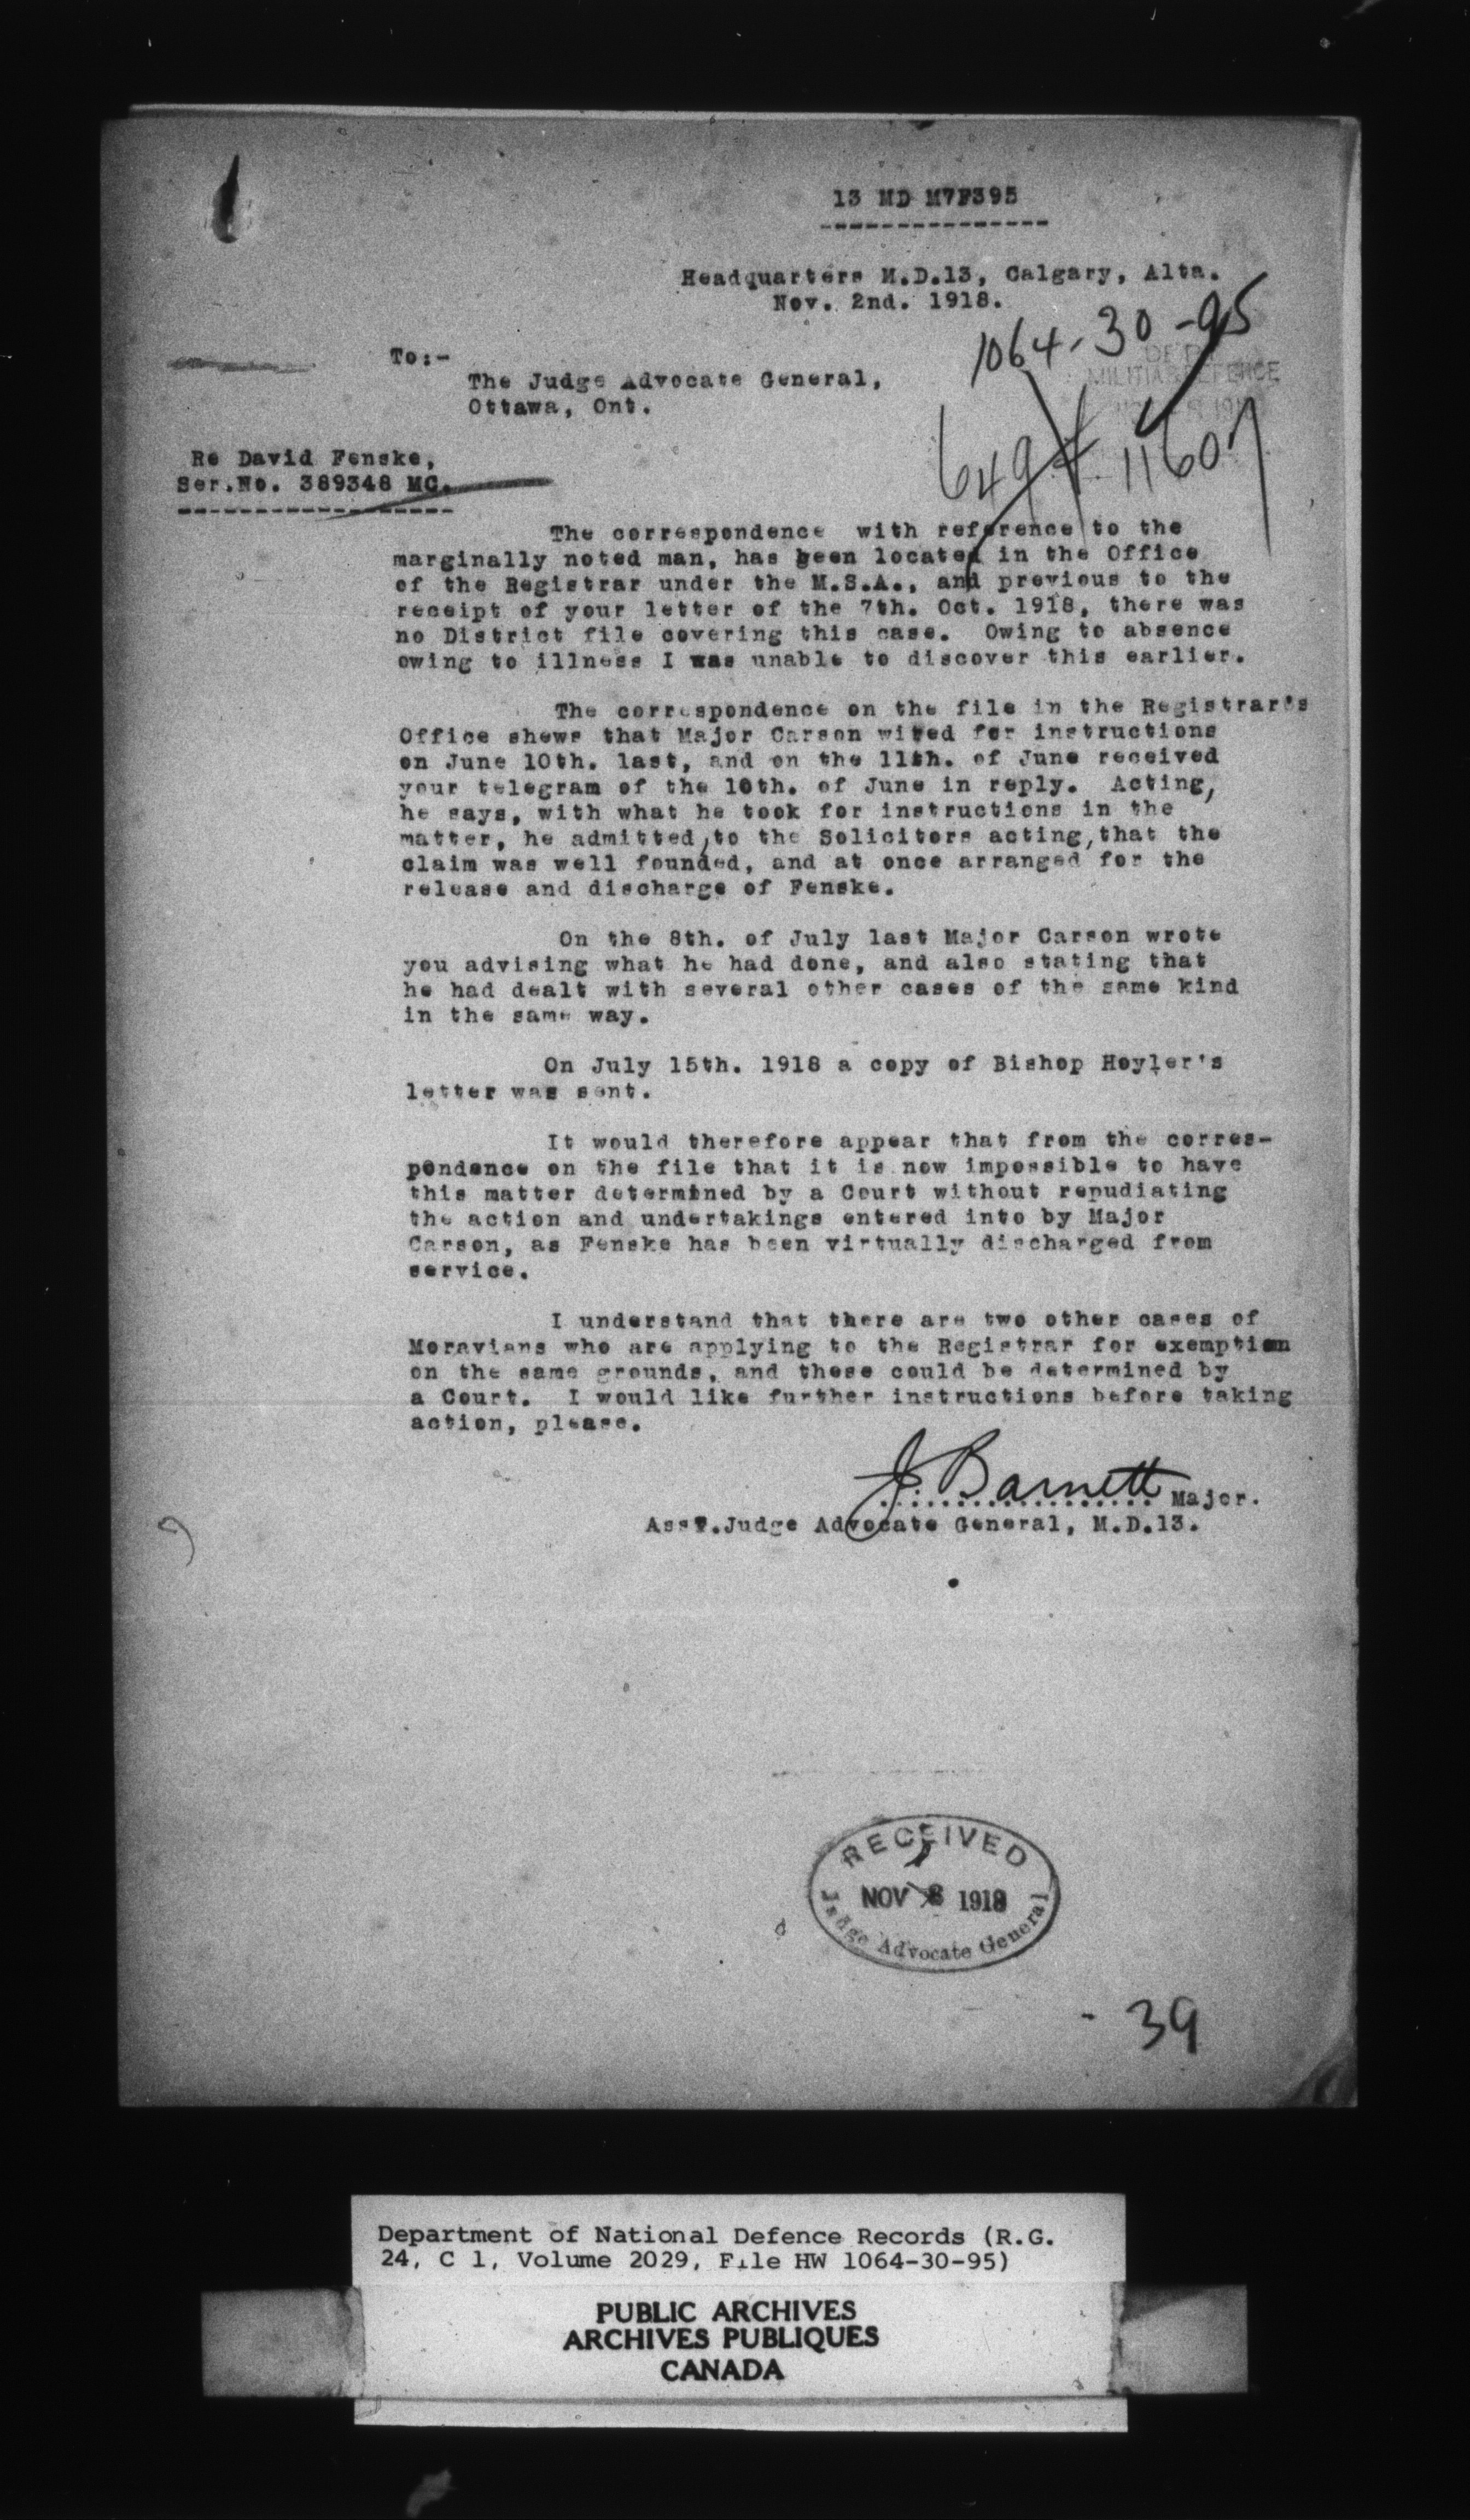 13 MD M7F395
Headquarters M.D.13, Calgary, Alta.
Nov. 2nd. 1918.
1064-30-95
MILITIA & DEFENCE
To:-
The Judge Advocate General,
Ottawa, Ont.
649 11607
Re David Fenske,
Ser.No. 389348 MC.
The correspondence with reference to the
marginally noted man, has been located in the Office
of the Registrar under the M.S.A., and previous to the
receipt of your letter of the 7th. Oct. 1918, there was
no District file covering this case. Owing to absence
owing to illness I was unable to discover this earlier.
The correspondence on the file in the Registrar's
Office shews that Major Carson wired for instructions
on June 10th. last, and on the 11th. of June received
your telegram of the 10th. of June in reply. Acting,
he says, with what he took for instructions in the
matter, he admitted, to the Solicitors acting, that the
claim was well founded, and at once arranged for the
release and discharge of Fenske.
On the 8th. of July last Major Carson wrote
you advising what he had done, and also stating that
he had dealt with several other cases of the same kind
in the same way.
On July 15th. 1918 a copy of Bishop Hoyler's
letter was sent.
It would therefore appear that from the corres-
pondence on the file that it is now impossible to have
this matter determined by a Court without repudiating
the action and undertakings entered into by Major
Carson, as Fenske has been virtually discharged from
service.
I understand that there are two other cases of
Moravians who are applying to the Registrar for exemption
on the same grounds, and these could be determined by
a Court. I would like further instructions before taking
action, please.
J. Barnett Major.
Asst.Judge Advocate General, M.D.13.
RECEIVED
NOV 8 1918
Judge Advocate General
- 39
Department of National Defence Records (R.G.
24, C 1, Volume 2029, File HW 1064-30-95)
PUBLIC ARCHIVES
ARCHIVES PUBLIQUES
CANADA